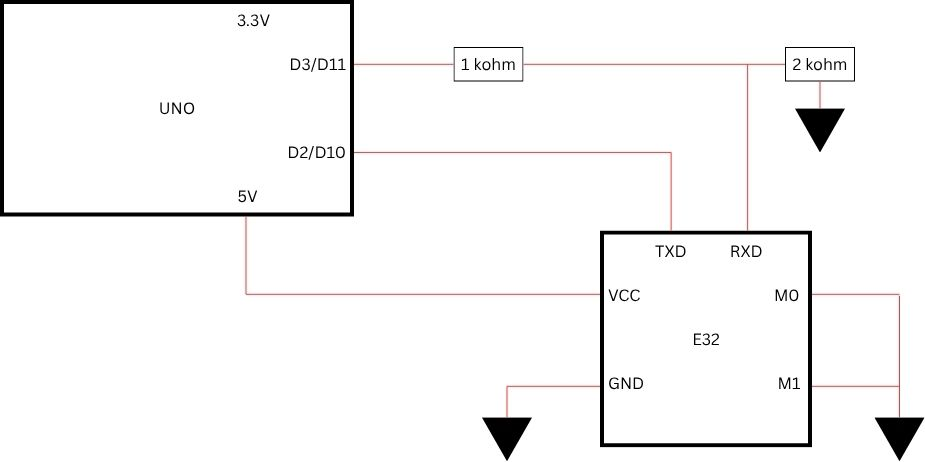 3.3V
D3/D11
1 kohm
2 kohm
UNO
D2/D10
5V
TXD
RXD
VCC
M0
E32
GND
M1